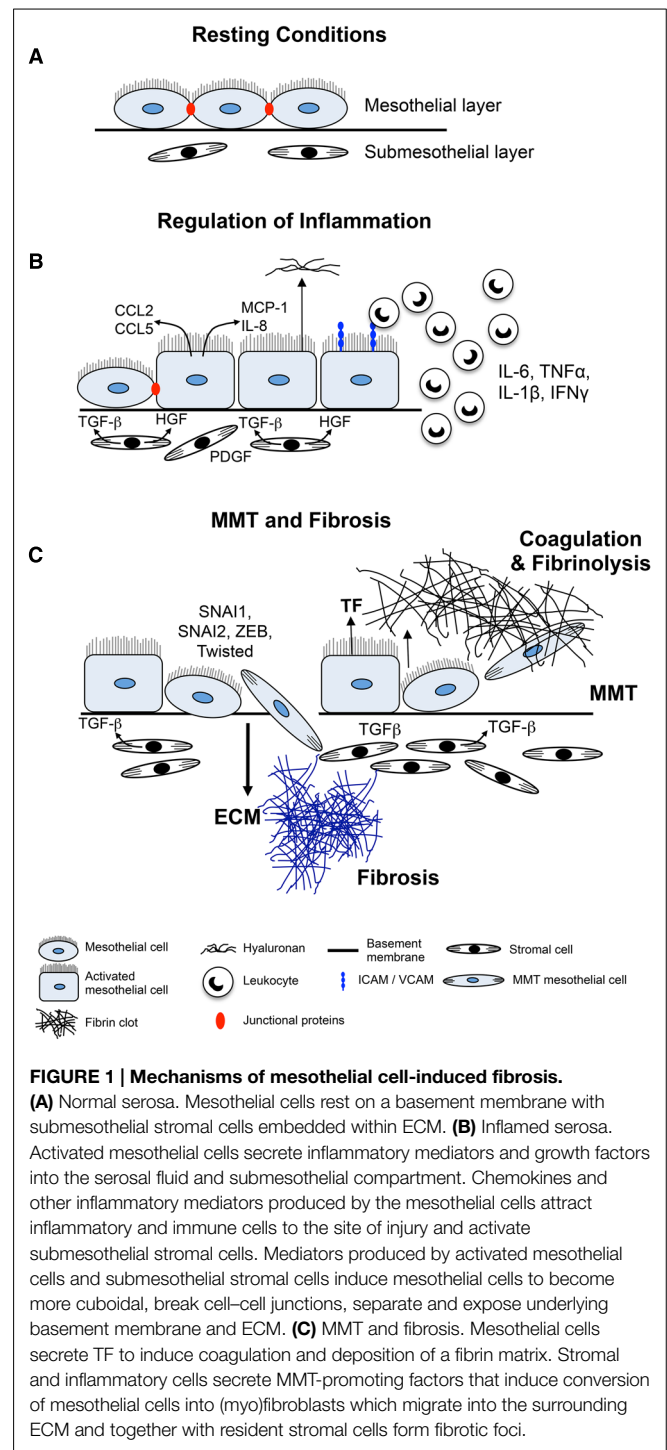 Resting Conditions
A
Mesothelial layer
Submesothelial layer
Regulation of Inflammation
B
CCL2
CCL5
MCP-1
IL-8
IL-6, TNFα,
IL-1β, IFNγ
TGF-β
HGF
TGF-β
HGF
PDGF
MMT and Fibrosis
C
Coagulation
& Fibrinolysis
SNAI1,
SNAI2, ZEB,
Twisted
TF
MMT
TGF-β
TGFβ
TGF-β
ECM
Fibrosis
Mesothelial cell
Hyaluronan
Basement
membrane
Stromal cell
Activated
mesothelial cell
Leukocyte
ICAM / VCAM
MMT mesothelial cell
Fibrin clot
Junctional proteins
FIGURE 1 | Mechanisms of mesothelial cell-induced fibrosis.
(A) Normal serosa. Mesothelial cells rest on a basement membrane with
submesothelial stromal cells embedded within ECM. (B) Inflamed serosa.
Activated mesothelial cells secrete inflammatory mediators and growth factors
into the serosal fluid and submesothelial compartment. Chemokines and
other inflammatory mediators produced by the mesothelial cells attract
inflammatory and immune cells to the site of injury and activate
submesothelial stromal cells. Mediators produced by activated mesothelial
cells and submesothelial stromal cells induce mesothelial cells to become
more cuboidal, break cell–cell junctions, separate and expose underlying
basement membrane and ECM. (C) MMT and fibrosis. Mesothelial cells
secrete TF to induce coagulation and deposition of a fibrin matrix. Stromal
and inflammatory cells secrete MMT-promoting factors that induce conversion
of mesothelial cells into (myo)fibroblasts which migrate into the surrounding
ECM and together with resident stromal cells form fibrotic foci.